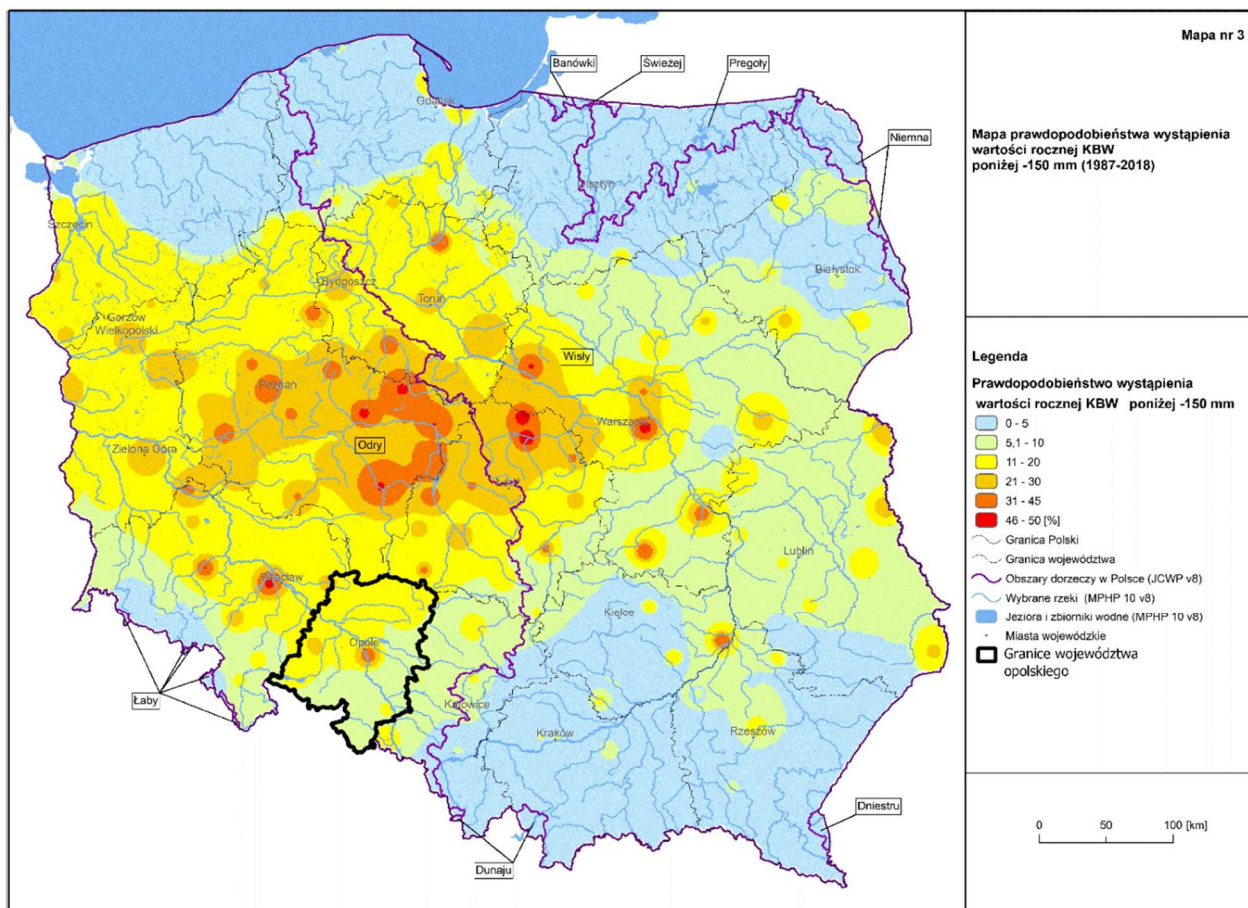 Mapa nr 3
Mapa prawdopodobieństwa wystąpienia
wartości rocznej KBW
poniżej -150 mm (1987-2018)
Legenda
Prawdopodobieństwo wystąpienia
wartości rocznej KBW poniżej -150 mm
0 - 5
5,1 - 10
11 - 20
21 - 30
31 - 45
46 - 50 [%]
Granica Polski
Granica województwa
Obszary dorzeczy w Polsce (JCWP v8)
Wybrane rzeki (MPHP 10 v8)
Jeziora i zbiorniki wodne (MPHP 10 v8)
Miasta wojewódzkie
Granice województwa
opolskiego
0 50 100 [km]
Banówki
Świeżej
Pregoły
Niemna
Gdańsk
Olsztyn
Szczecin
Białystok
Bydgoszcz
Toruń
Gorzów
Wielkopolski
Wisły
Poznań
Warszawa
Odry
Zielona Góra
Łódź
Lublin
Wrocław
Kielce
Opole
Łaby
Katowice
Kraków
Rzeszów
Dniestru
Dunaju